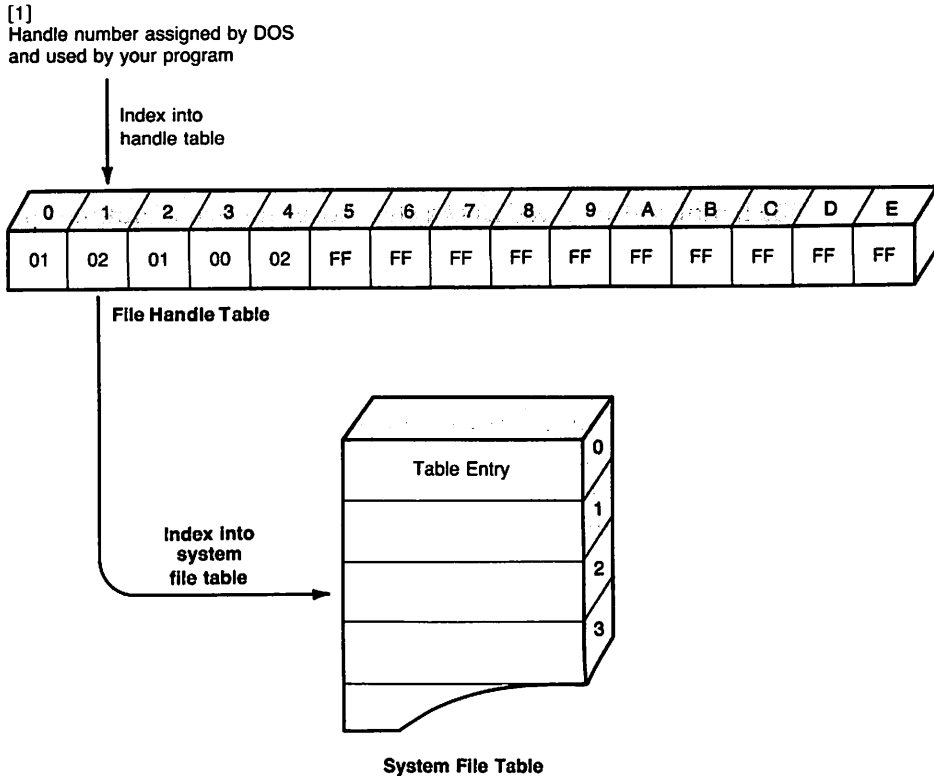 [1]
Handle number assigned by DOS
and used by your program
Index into
handle table
0 1 2 3 4 5 6 7 8 9 A B C D E
01 02 01 00 02 FF FF FF FF FF FF FF FF FF FF
File Handle Table
Table Entry
0
1
2
3
Index into
system
file table
System File Table